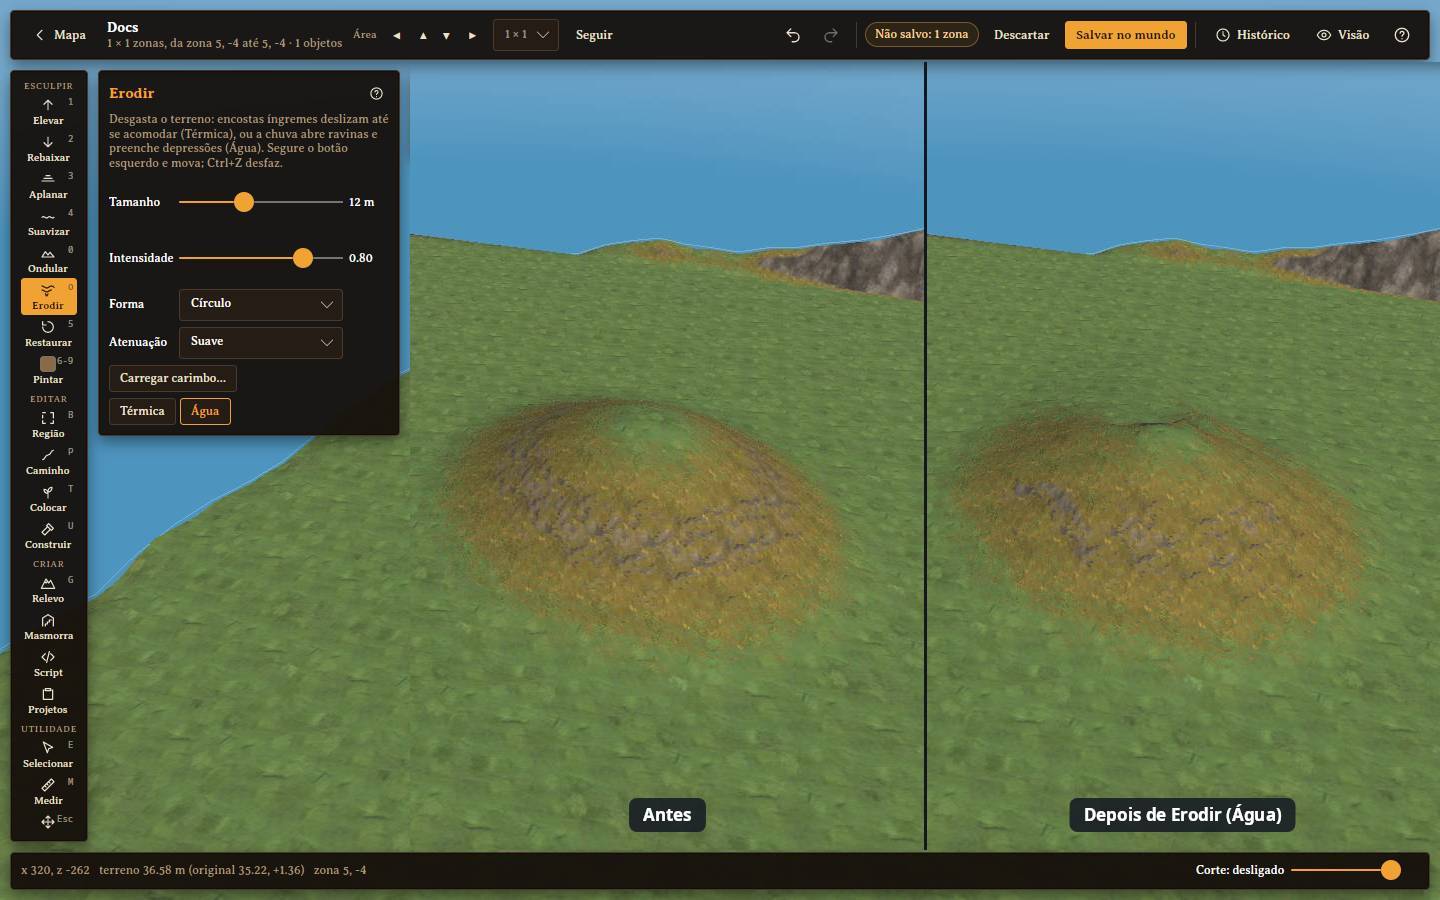 Mapa
Docs
1 × 1 zonas, da zona 5, -4 até 5, -4 · 1 objetos
Área
1 × 1
Seguir
Não salvo: 1 zona
Descartar
Salvar no mundo
Histórico
Visão
ESCULPIR
1
Elevar
2
Rebaixar
3
Aplanar
4
Suavizar
0
Ondular
O
Erodir
5
Restaurar
6-9
Pintar
EDITAR
B
Região
P
Caminho
T
Colocar
U
Construir
CRIAR
G
Relevo
Masmorra
Script
Projetos
UTILIDADE
E
Selecionar
M
Medir
Esc
Erodir
Desgasta o terreno: encostas íngremes deslizam até
se acomodar (Térmica), ou a chuva abre ravinas e
preenche depressões (Água). Segure o botão
esquerdo e mova; Ctrl+Z desfaz.
Tamanho
12 m
Intensidade
0.80
Forma
Círculo
Atenuação
Suave
Carregar carimbo...
Térmica
Água
Antes
Depois de Erodir (Água)
x 320, z -262 terreno 36.58 m (original 35.22, +1.36) zona 5, -4
Corte: desligado